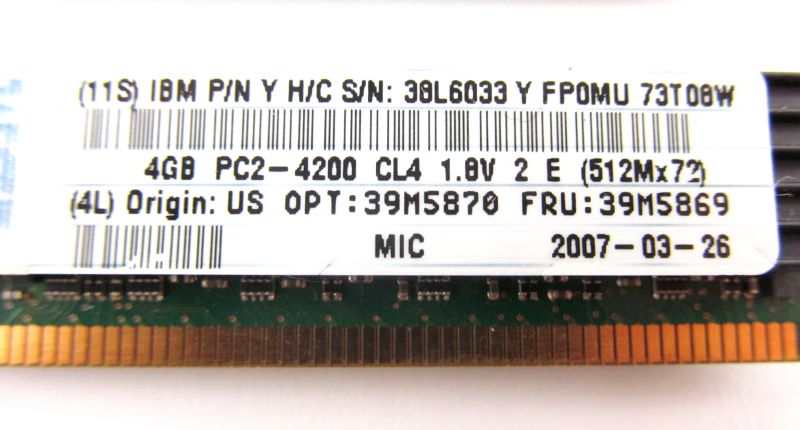 (11S) IBM P/N Y H/C S/N: 38L6033 Y FP0MU 73T08W
4GB PC2-4200 CL4 1.8V 2 E (512Mx72)
(4L) Origin: US OPT:39M5870 FRU:39M5869
MIC 2007-03-26